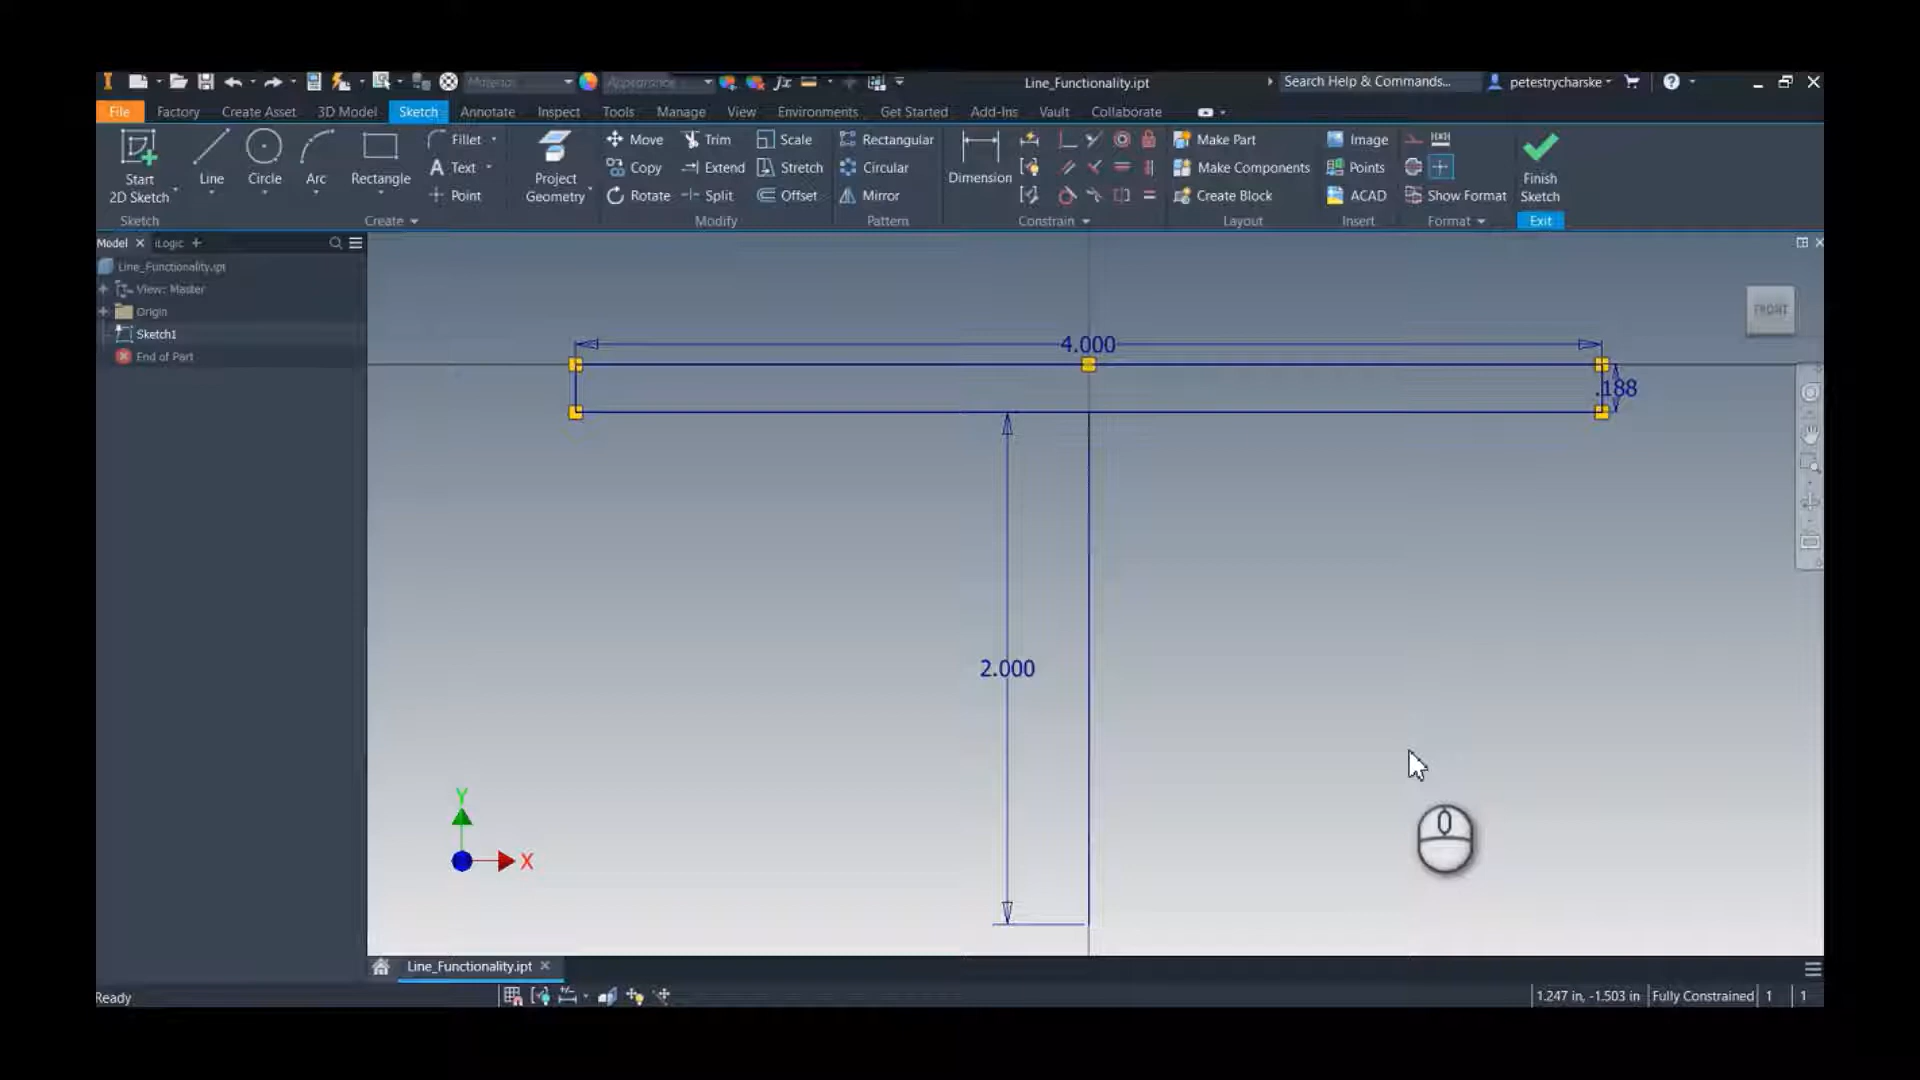 Material Appearance Line_Functionality.ipt Search Help & Commands... petestrycharske
File Factory Create Asset 3D Model Sketch Annotate Inspect Tools Manage View Environments Get Started Add-Ins Vault Collaborate
Start 2D Sketch
Line
Circle
Arc
Rectangle
Fillet
Text
Point
Project Geometry
Move
Copy
Rotate
Trim
Extend
Split
Scale
Stretch
Offset
Rectangular
Circular
Mirror
Dimension
Make Part
Make Components
Create Block
Image
Points
ACAD
Show Format
Finish Sketch
Sketch Create Modify Pattern Constrain Layout Insert Format Exit
Model iLogic
Line_Functionality.ipt
View: Master
Origin
Sketch1
End of Part
FRONT
4.000
.188
2.000
Y
X
Line_Functionality.ipt
Ready 1.247 in, -1.503 in Fully Constrained 1 1